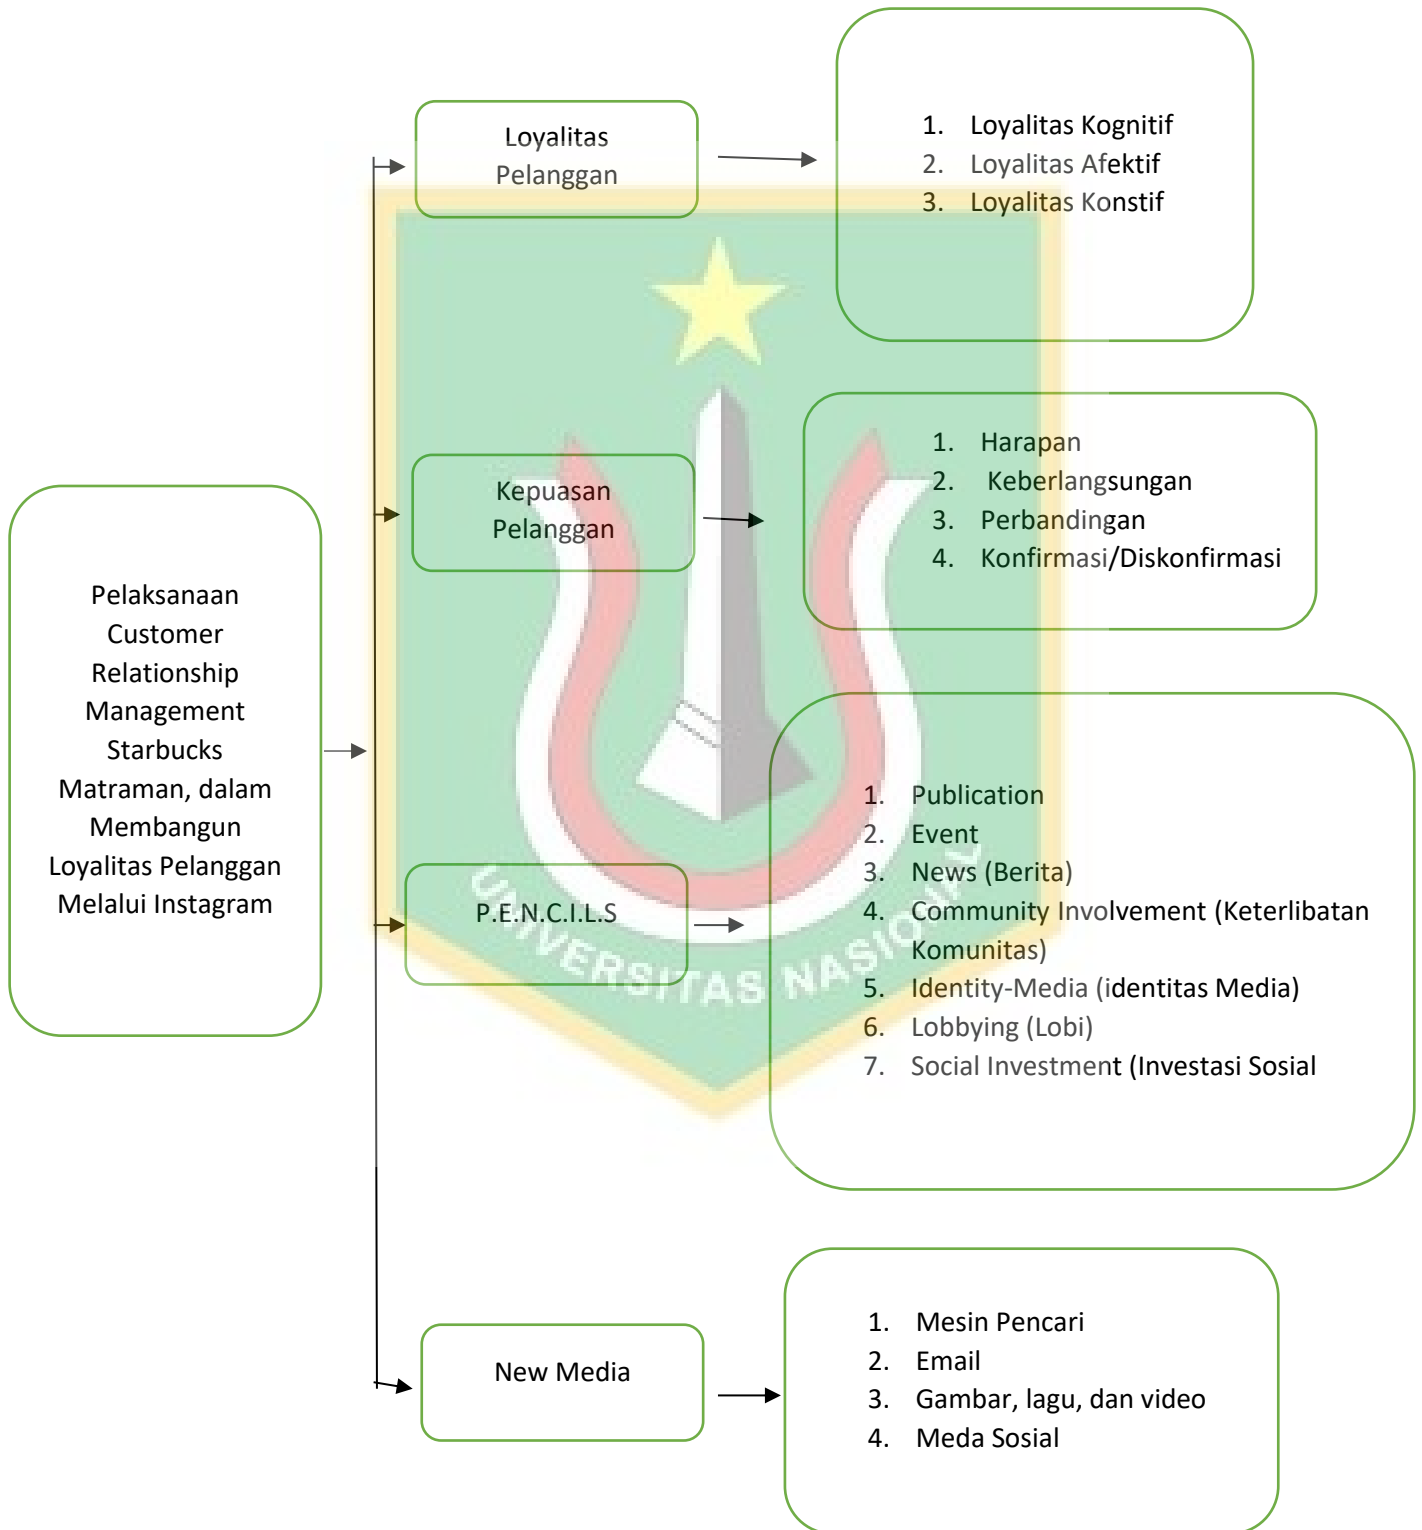 Pelaksanaan
Customer
Relationship
Management
Starbucks
Matraman, dalam
Membangun
Loyalitas Pelanggan
Melalui Instagram
Loyalitas
Pelanggan
1. Loyalitas Kognitif
2. Loyalitas Afektif
3. Loyalitas Konstif
Kepuasan
Pelanggan
1. Harapan
2. Keberlangsungan
3. Perbandingan
4. Konfirmasi/Diskonfirmasi
P.E.N.C.I.L.S
1. Publication
2. Event
3. News (Berita)
4. Community Involvement (Keterlibatan
Komunitas)
5. Identity-Media (identitas Media)
6. Lobbying (Lobi)
7. Social Investment (Investasi Sosial
New Media
1. Mesin Pencari
2. Email
3. Gambar, lagu, dan video
4. Meda Sosial
UNIVERSITAS NASIONAL